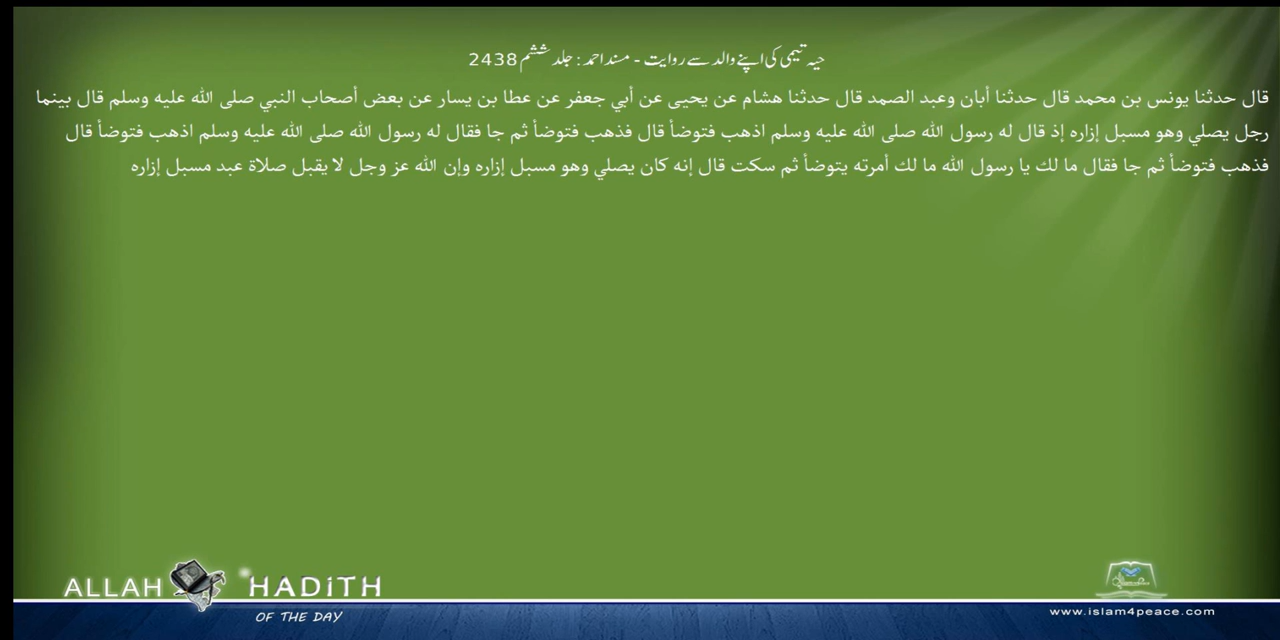 حیہ تیمی کی اپنے والد سے روایت - مسند احمد : جلد ششم 2438
قال حدثنا يونس بن محمد قال حدثنا أبان وعبد الصمد قال حدثنا هشام عن يحيى عن أبي جعفر عن عطا بن يسار عن بعض أصحاب النبي صلى الله عليه وسلم قال بينما
رجل يصلي وهو مسبل إزاره إذ قال له رسول الله صلى الله عليه وسلم اذهب فتوضأ قال فذهب فتوضأ ثم جا فقال له رسول الله صلى الله عليه وسلم اذهب فتوضأ قال
فذهب فتوضأ ثم جا فقال ما لك يا رسول الله ما لك أمرته يتوضأ ثم سكت قال إنه كان يصلي وهو مسبل إزاره وإن الله عز وجل لا يقبل صلاة عبد مسبل إزاره
ALLAH HADITH
OF THE DAY
www.islam4peace.com